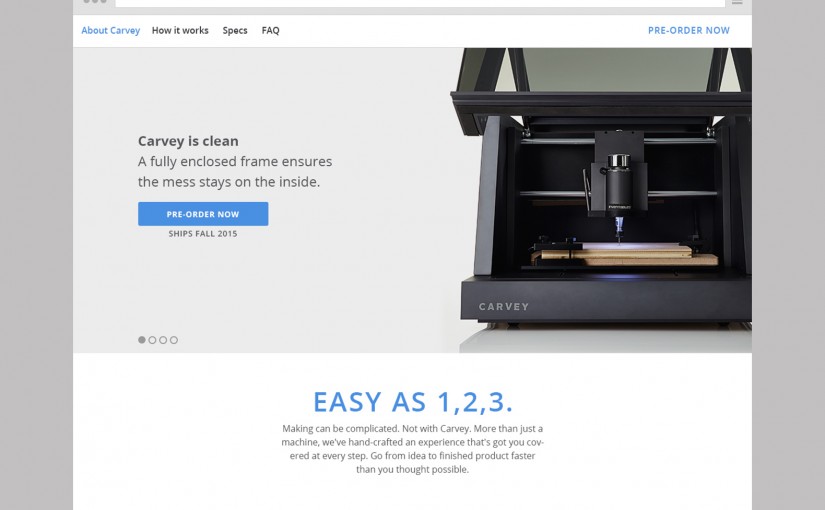 About Carvey How it works Specs FAQ PRE-ORDER NOW
Carvey is clean
A fully enclosed frame ensures
the mess stays on the inside.
PRE-ORDER NOW
SHIPS FALL 2015
CARVEY
EASY AS 1,2,3.
Making can be complicated. Not with Carvey. More than just a
machine, we've hand-crafted an experience that's got you cov-
ered at every step. Go from idea to finished product faster
than you thought possible.